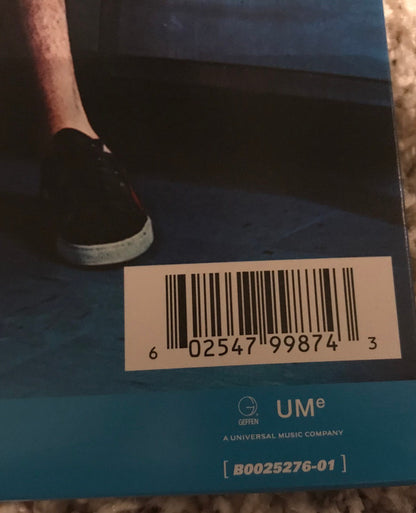 6 02547 99874 3
GEFFEN
UMe
A UNIVERSAL MUSIC COMPANY
[ B0025276-01 ]